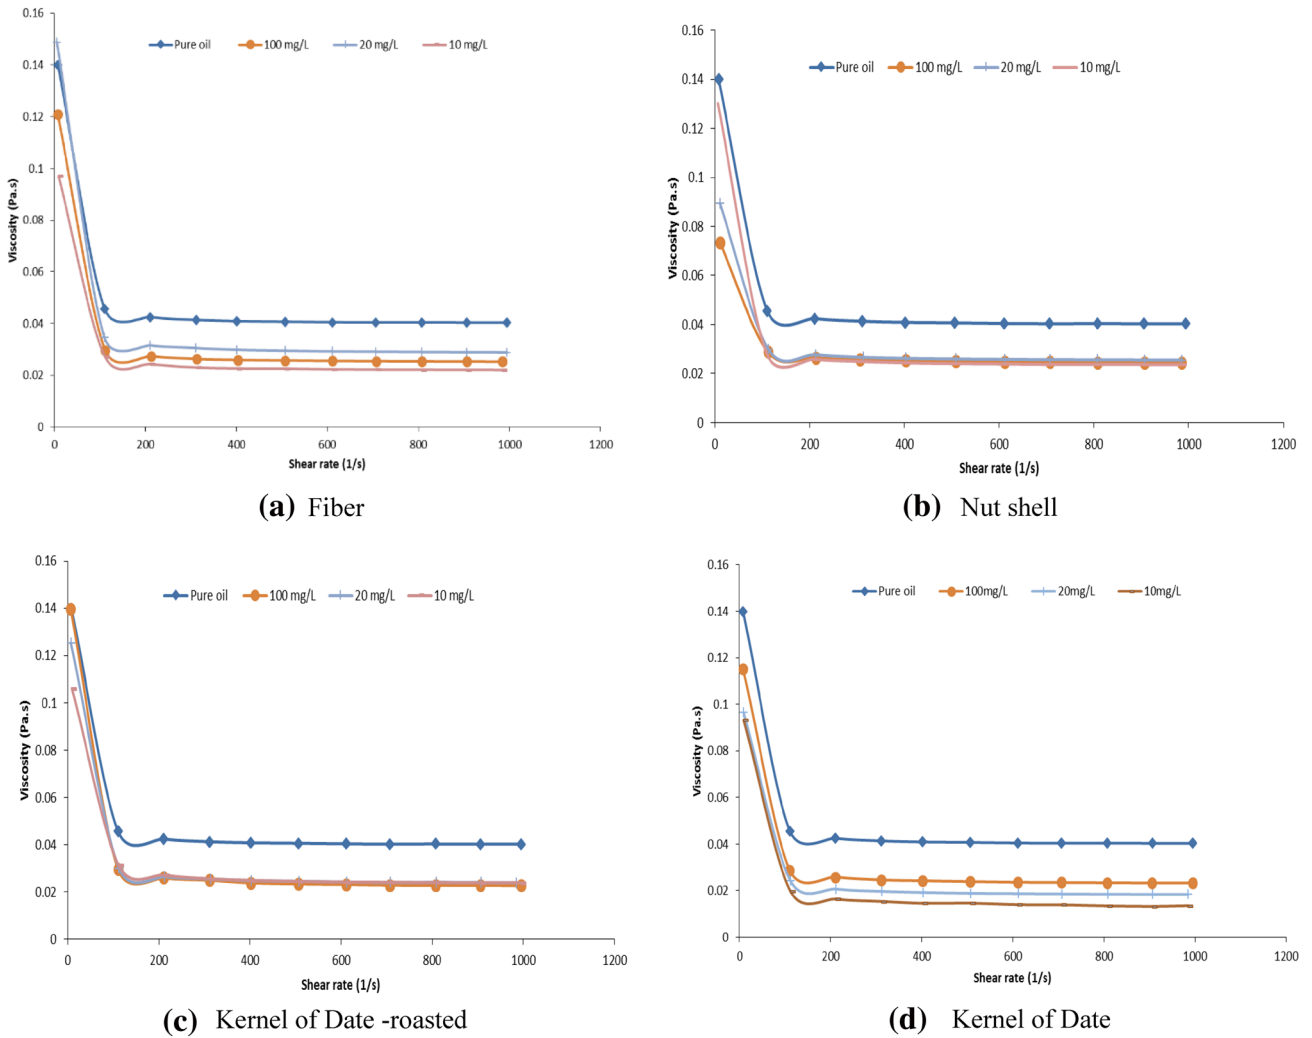 0.16
0.14
0.12
0.1
0.08
0.06
0.04
0.02
0
Viscosity (Pa.s)
Pure oil 100 mg/L 20 mg/L 10 mg/L
0 200 400 600 800 1000 1200
Shear rate (1/s)
(a) Fiber
0.16
0.14
0.12
0.1
0.08
0.06
0.04
0.02
0
Viscosity (Pa.s)
Pure oil 100 mg/L 20 mg/L 10 mg/L
0 200 400 600 800 1000 1200
Shear rate (1/s)
(b) Nut shell
0.16
0.14
0.12
0.1
0.08
0.06
0.04
0.02
0
Viscosity (Pa.s)
Pure oil 100 mg/L 20 mg/L 10 mg/L
0 200 400 600 800 1000 1200
Shear rate (1/s)
(c) Kernel of Date -roasted
0.16
0.14
0.12
0.1
0.08
0.06
0.04
0.02
0
Viscosity (Pa.s)
Pure oil 100mg/L 20mg/L 10mg/L
0 200 400 600 800 1000 1200
Shear rate (1/s)
(d) Kernel of Date